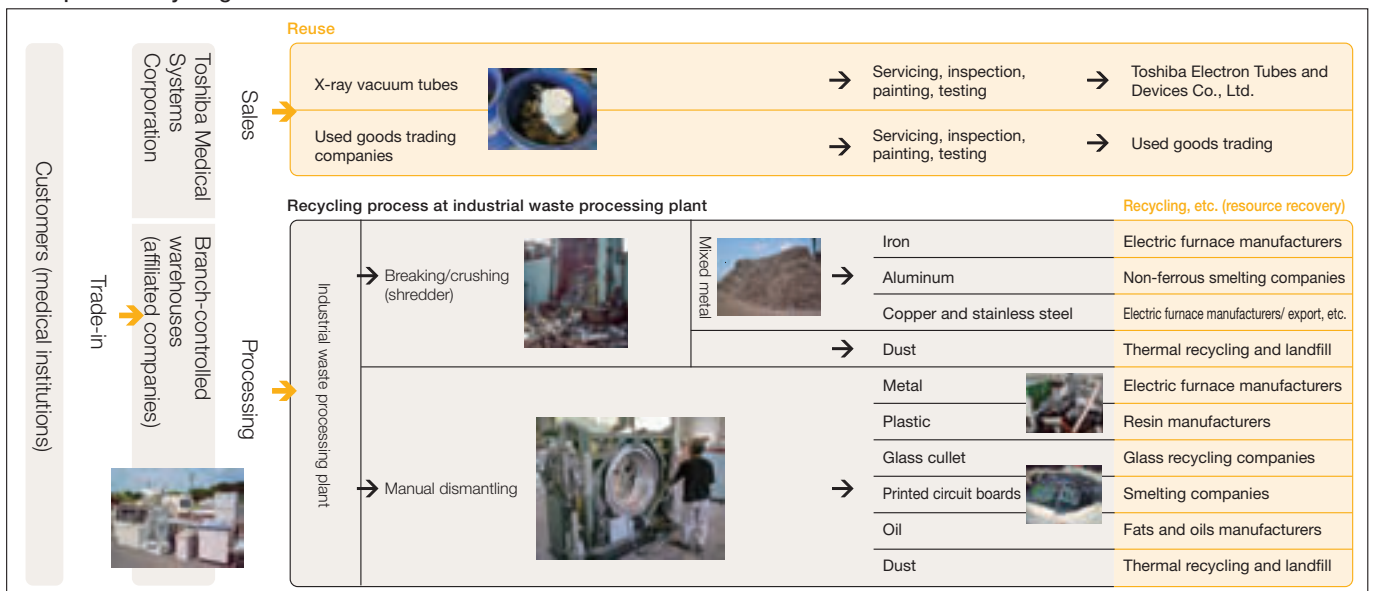 Reuse
Customers (medical institutions)
Trade-in
Toshiba Medical
Systems
Corporation
Branch-controlled
warehouses
(affiliated companies)
Sales
Processing
X-ray vacuum tubes
Servicing, inspection,
painting, testing
Toshiba Electron Tubes and
Devices Co., Ltd.
Used goods trading
companies
Servicing, inspection,
painting, testing
Used goods trading
Recycling process at industrial waste processing plant
Recycling, etc. (resource recovery)
Industrial waste processing plant
Breaking/crushing
(shredder)
Mixed metal
Iron
Electric furnace manufacturers
Aluminum
Non-ferrous smelting companies
Copper and stainless steel
Electric furnace manufacturers/ export, etc.
Dust
Thermal recycling and landfill
Manual dismantling
Metal
Electric furnace manufacturers
Plastic
Resin manufacturers
Glass cullet
Glass recycling companies
Printed circuit boards
Smelting companies
Oil
Fats and oils manufacturers
Dust
Thermal recycling and landfill